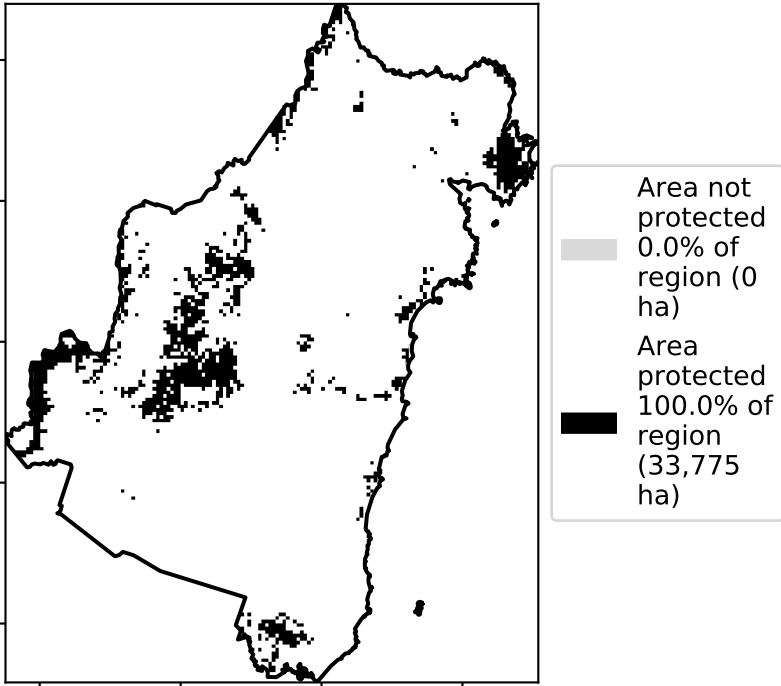 Area not
protected
0.0% of
region (0
ha)
Area
protected
100.0% of
region
(33,775
ha)